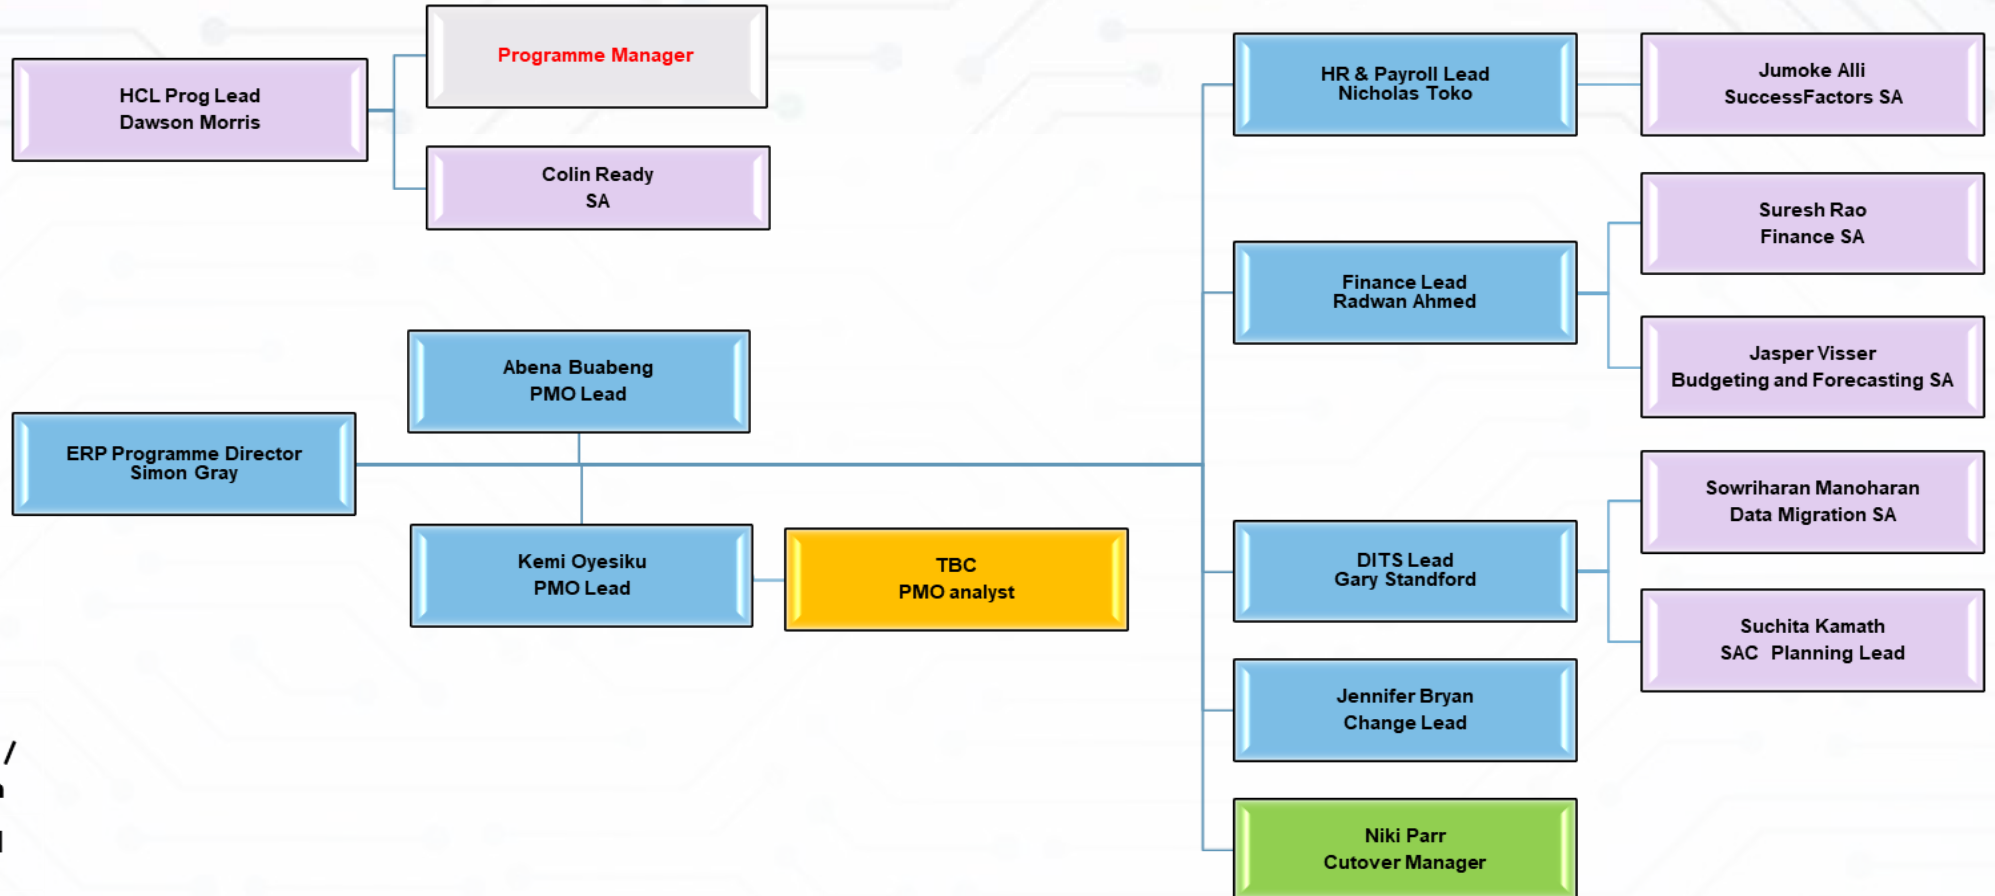 HCL Prog Lead
Dawson Morris
Programme Manager
Colin Ready
SA
ERP Programme Director
Simon Gray
Abena Buabeng
PMO Lead
Kemi Oyesiku
PMO Lead
TBC
PMO analyst
HR & Payroll Lead
Nicholas Toko
Jumoke Alli
SuccessFactors SA
Finance Lead
Radwan Ahmed
Suresh Rao
Finance SA
Jasper Visser
Budgeting and Forecasting SA
DITS Lead
Gary Standford
Sowriharan Manoharan
Data Migration SA
Suchita Kamath
SAC Planning Lead
Jennifer Bryan
Change Lead
Niki Parr
Cutover Manager
/